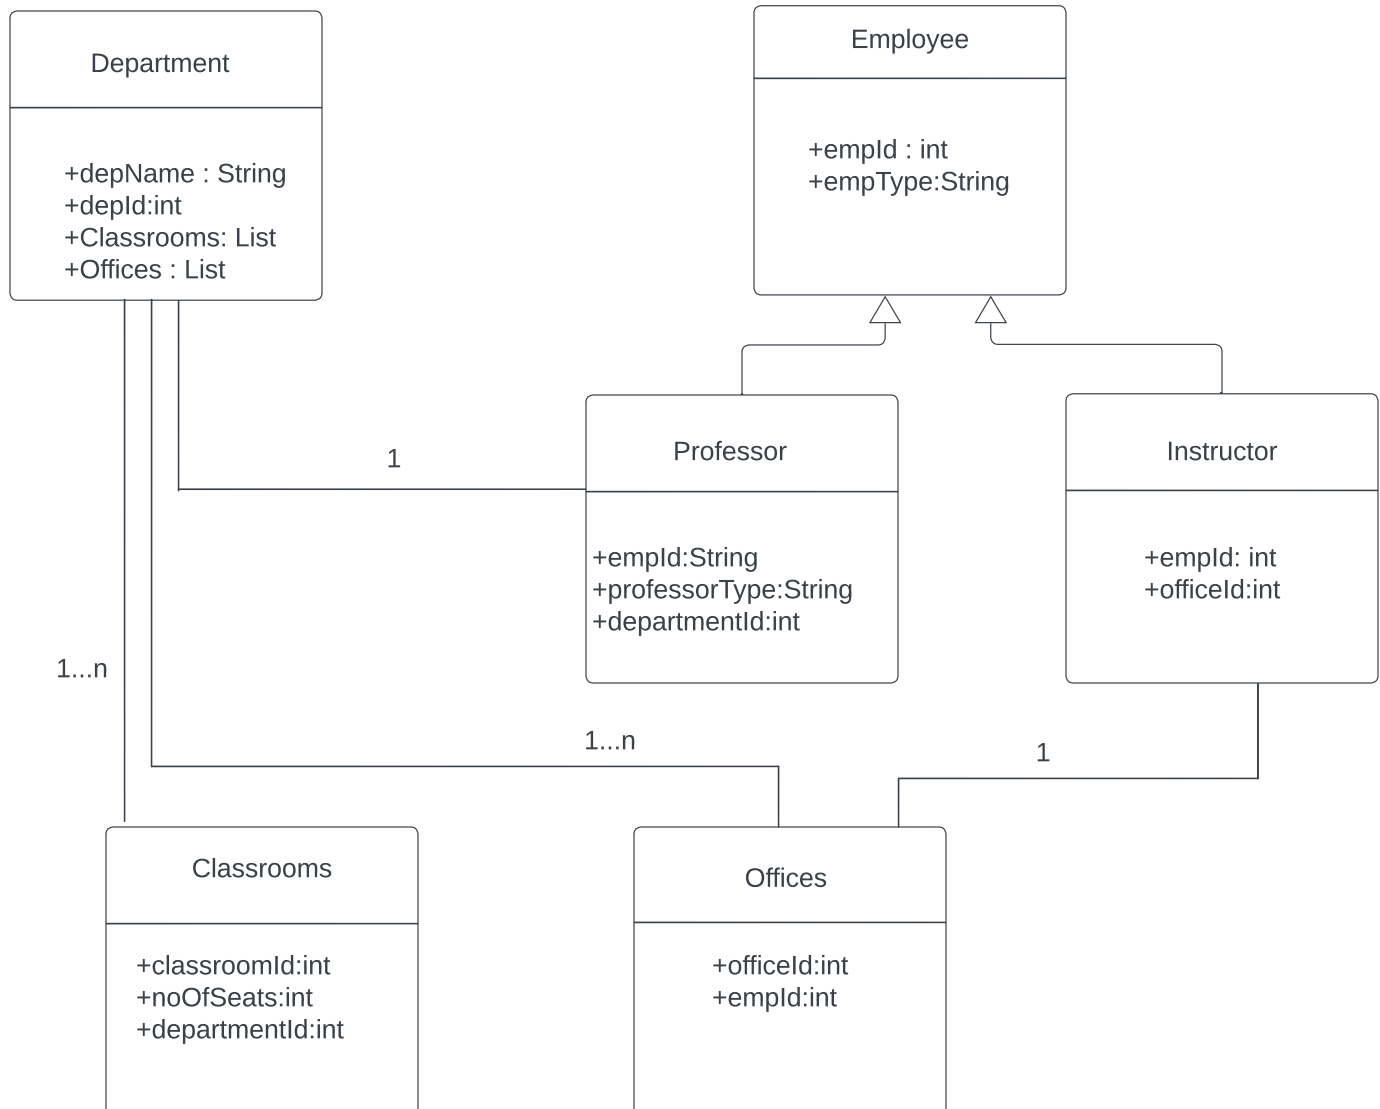 Department
+depName : String
+depId:int
+Classrooms: List
+Offices : List
Employee
+empId : int
+empType:String
1
Professor
+empId:String
+professorType:String
+departmentId:int
Instructor
+empId: int
+officeId:int
1...n
1...n
1
Classrooms
+classroomId:int
+noOfSeats:int
+departmentId:int
Offices
+officeId:int
+empId:int